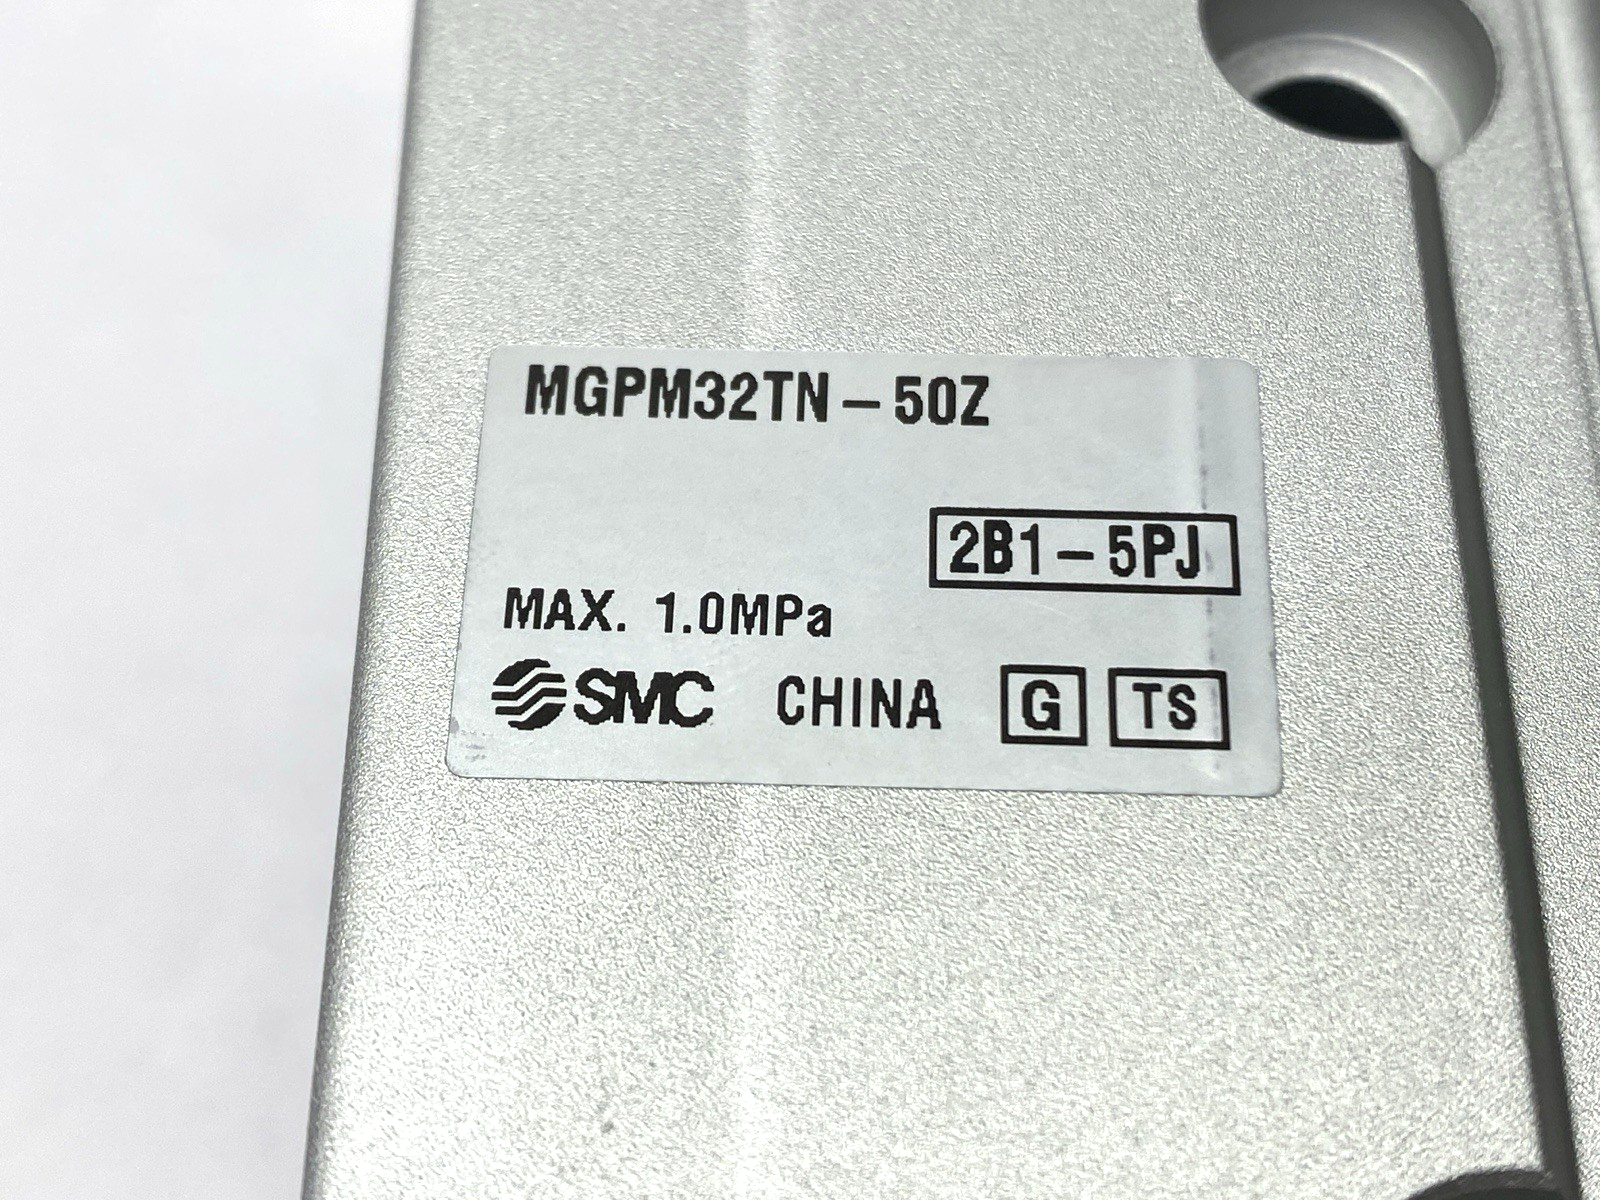 MGPM32TN-50Z
2B1-5PJ
MAX. 1.0MPa
SMC CHINA G TS